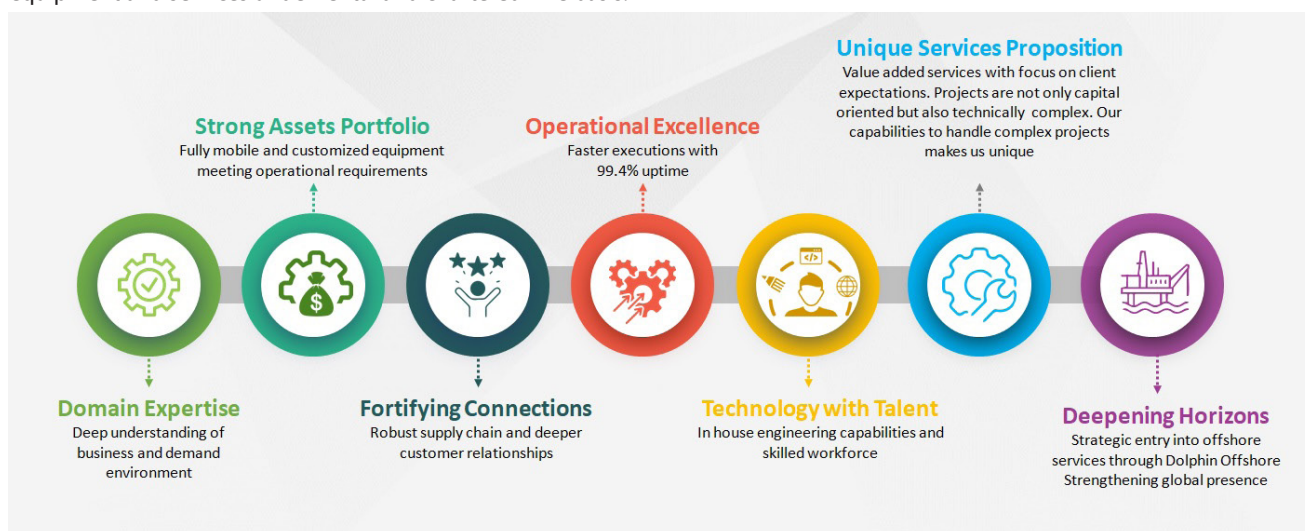 Unique Services Proposition
Value added services with focus on client
expectations. Projects are not only capital
oriented but also technically complex. Our
capabilities to handle complex projects
makes us unique
Strong Assets Portfolio
Fully mobile and customized equipment
meeting operational requirements
Operational Excellence
Faster executions with
99.4% uptime
$
</>
Domain Expertise
Deep understanding of
business and demand
environment
Fortifying Connections
Robust supply chain and deeper
customer relationships
Technology with Talent
In house engineering capabilities and
skilled workforce
Deepening Horizons
Strategic entry into offshore
services through Dolphin Offshore
Strengthening global presence